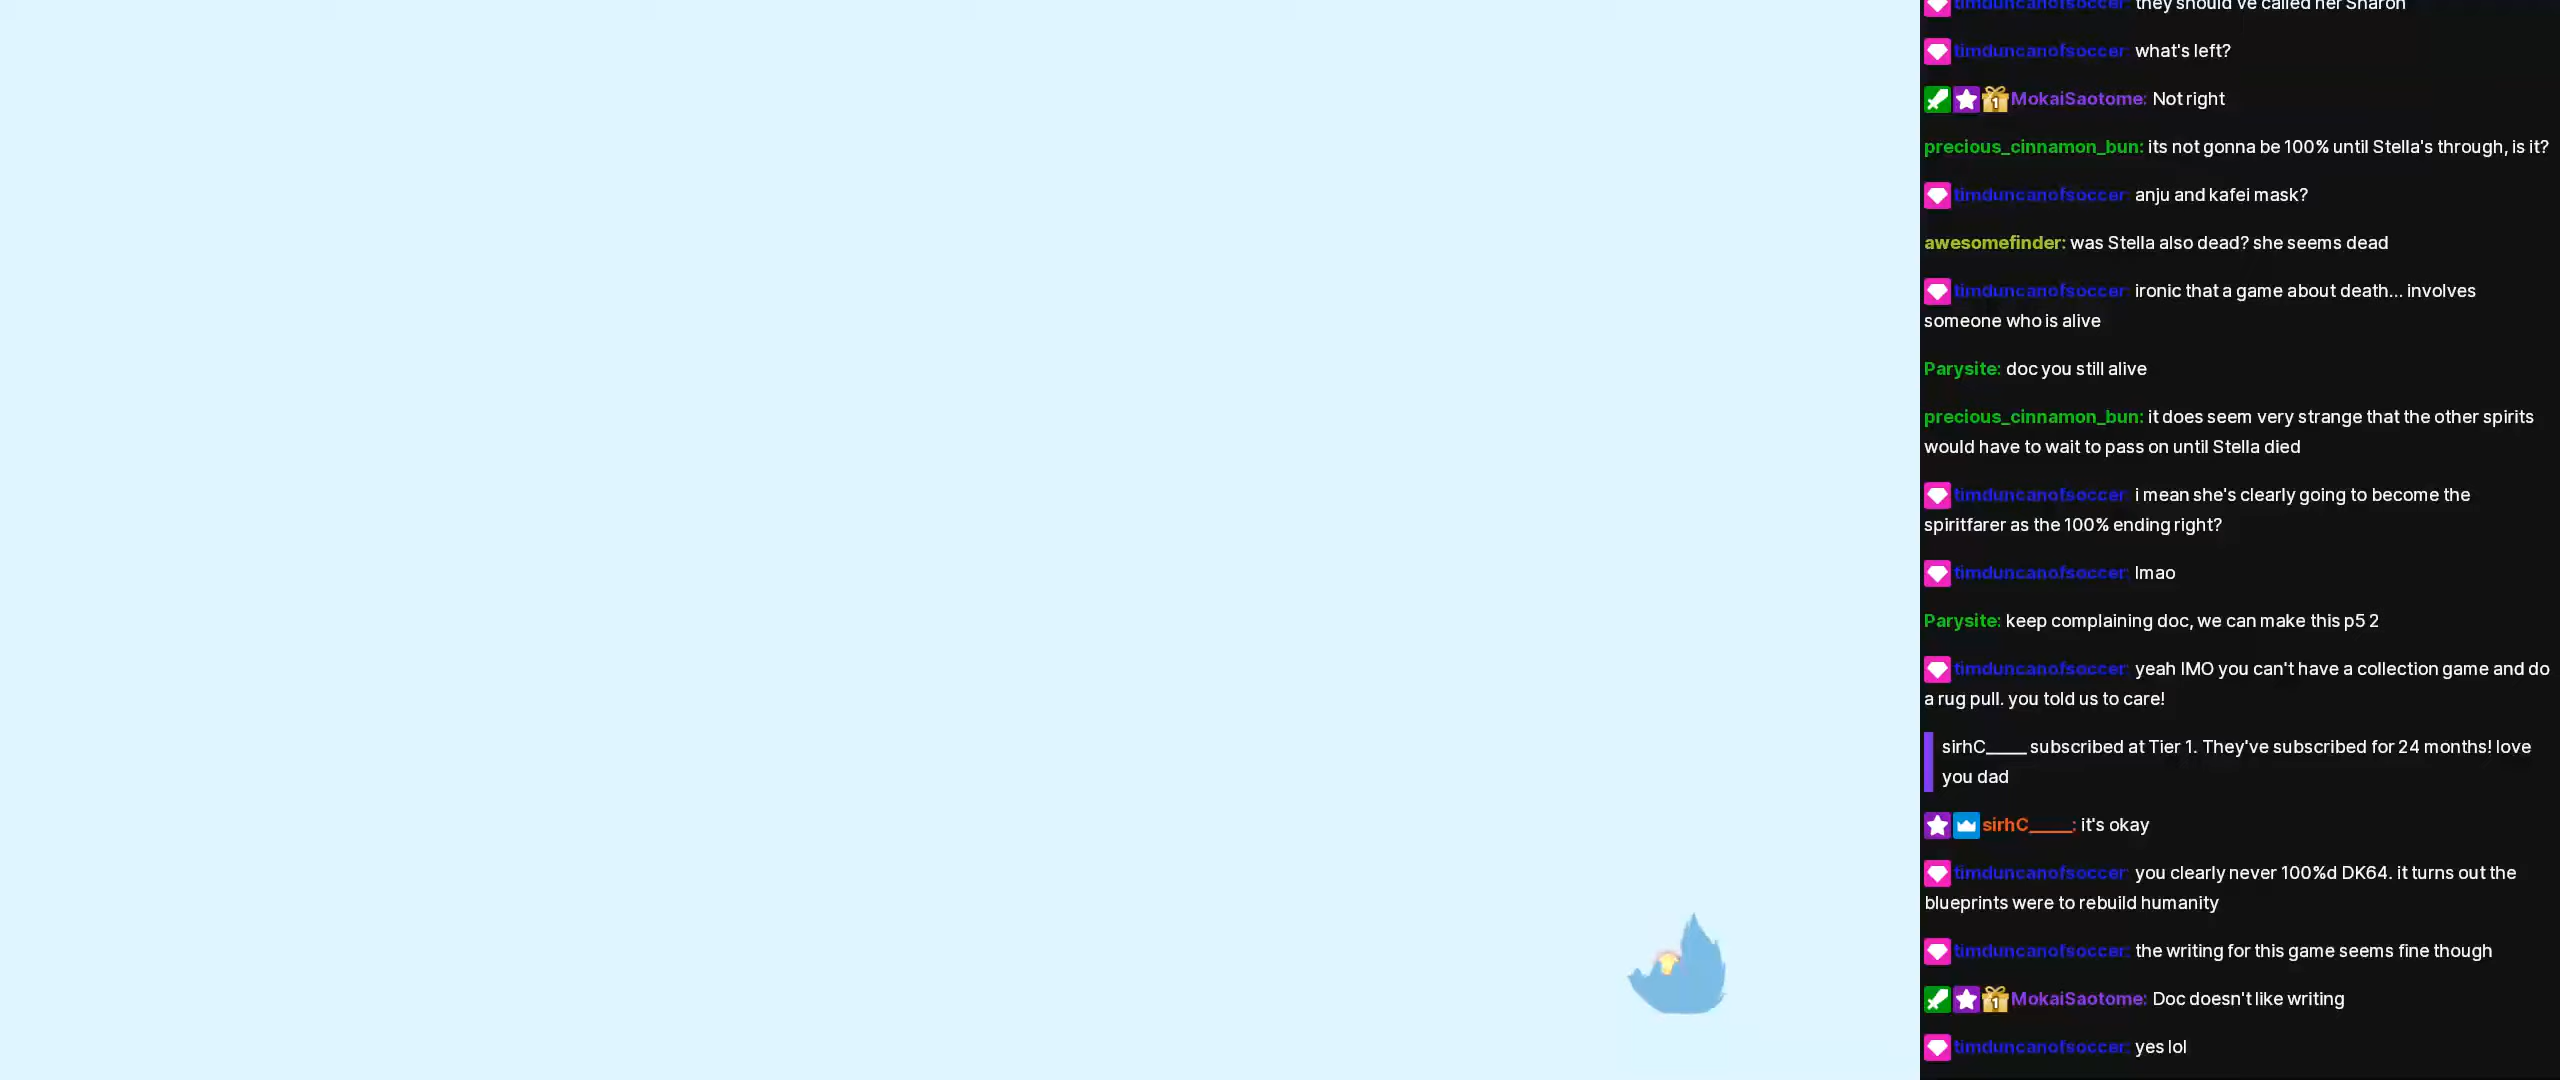 timduncanofsoccer: they should've called her Sharon
timduncanofsoccer: what's left?
1 MokaiSaotome: Not right
precious_cinnamon_bun: its not gonna be 100% until Stella's through, is it?
timduncanofsoccer: anju and kafei mask?
awesomefinder: was Stella also dead? she seems dead
timduncanofsoccer: ironic that a game about death... involves
someone who is alive
Parysite: doc you still alive
precious_cinnamon_bun: it does seem very strange that the other spirits
would have to wait to pass on until Stella died
timduncanofsoccer: i mean she's clearly going to become the
spiritfarer as the 100% ending right?
timduncanofsoccer: lmao
Parysite: keep complaining doc, we can make this p5 2
timduncanofsoccer: yeah IMO you can't have a collection game and do
a rug pull. you told us to care!
sirhC_____ subscribed at Tier 1. They've subscribed for 24 months! love
you dad
sirhC_____: it's okay
timduncanofsoccer: you clearly never 100%d DK64. it turns out the
blueprints were to rebuild humanity
timduncanofsoccer: the writing for this game seems fine though
1 MokaiSaotome: Doc doesn't like writing
timduncanofsoccer: yes lol